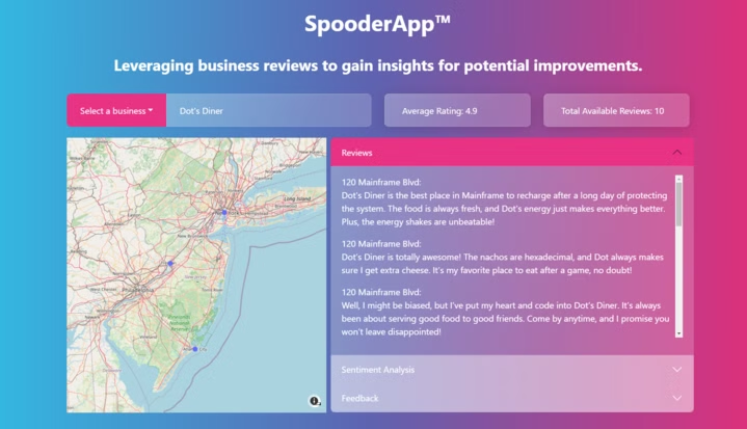 SpooderApp™
Leveraging business reviews to gain insights for potential improvements.
Select a business
Dot's Diner
Average Rating: 4.9
Total Available Reviews: 10
Long Island
Reviews
120 Mainframe Blvd:
Dot's Diner is the best place in Mainframe to recharge after a long day of protecting
the system. The food is always fresh, and Dot's energy just makes everything better.
Plus, the energy shakes are unbeatable!
120 Mainframe Blvd:
Dot's Diner is totally awesome! The nachos are hexadecimal, and Dot always makes
sure I get extra cheese. It's my favorite place to eat after a game, no doubt!
120 Mainframe Blvd:
Well, I might be biased, but I've put my heart and code into Dot's Diner. It's always
been about serving good food to good friends. Come by anytime, and I promise you
won't leave disappointed!
Sentiment Analysis
Feedback